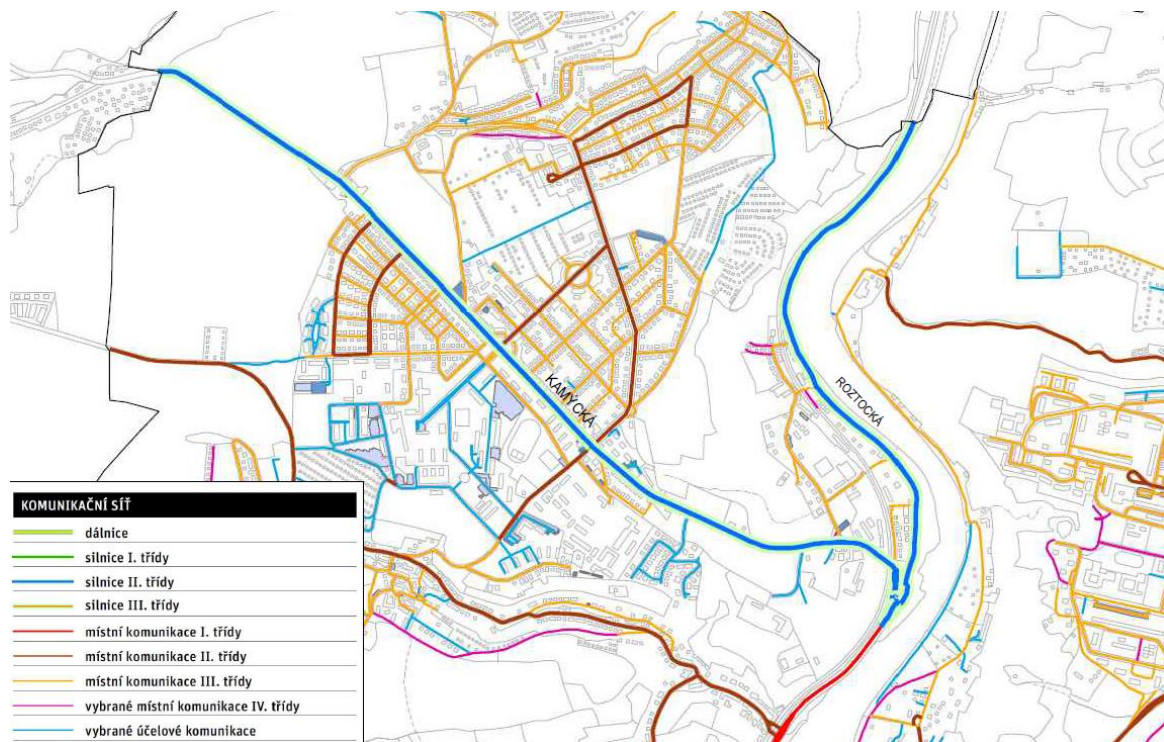 KAMÝCKÁ
ROZTOCKÁ
KOMUNIKAČNÍ SÍŤ
dálnice
silnice I. třídy
silnice II. třídy
silnice III. třídy
místní komunikace I. třídy
místní komunikace II. třídy
místní komunikace III. třídy
vybrané místní komunikace IV. třídy
vybrané účelové komunikace